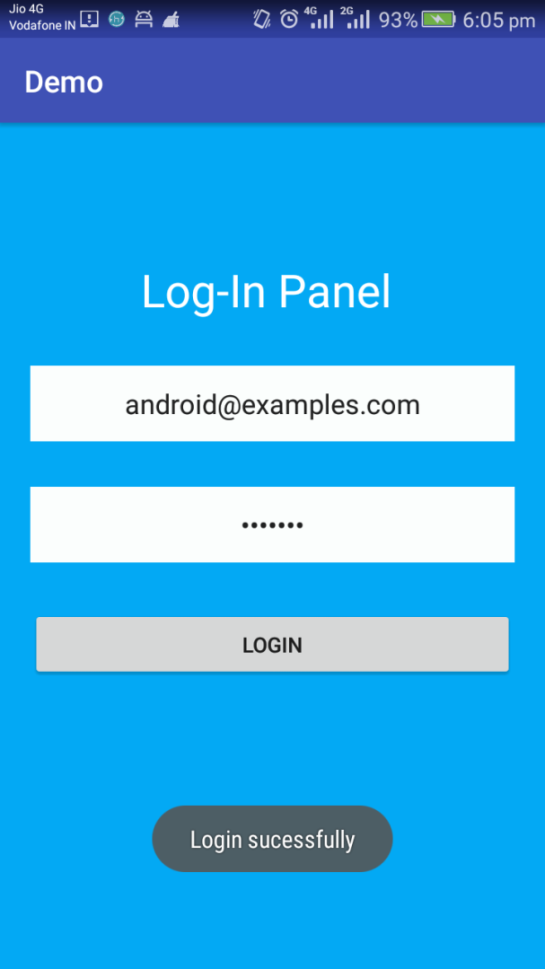 Jio 4G
Vodafone IN
4G 2G 93% 6:05 pm
Demo
Log-In Panel
android@examples.com
•••••••
LOGIN
Login sucessfully